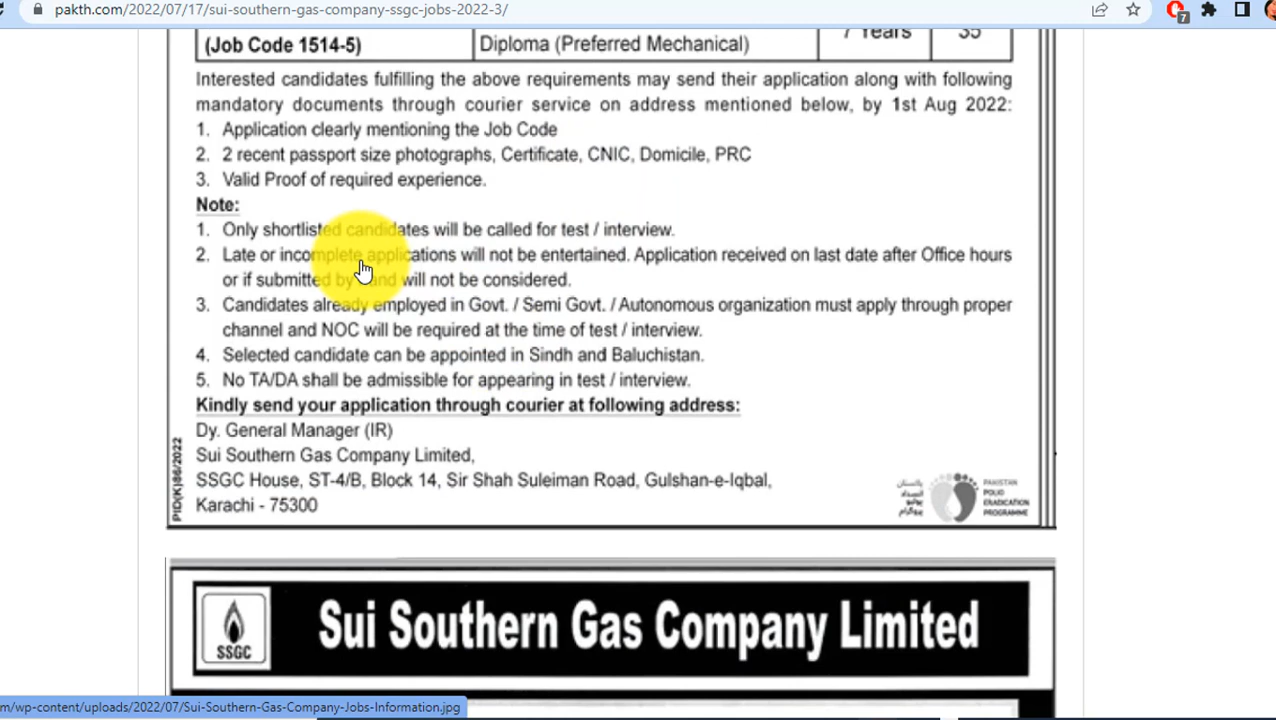 pakth.com/2022/07/17/sui-southern-gas-company-ssgc-jobs-2022-3/
7
(Job Code 1514-5)
Diploma (Preferred Mechanical)
7 Years
35
Interested candidates fulfilling the above requirements may send their application along with following
mandatory documents through courier service on address mentioned below, by 1st Aug 2022:
1. Application clearly mentioning the Job Code
2. 2 recent passport size photographs, Certificate, CNIC, Domicile, PRC
3. Valid Proof of required experience.
Note:
1. Only shortlisted candidates will be called for test / interview.
2. Late or incomplete applications will not be entertained. Application received on last date after Office hours
or if submitted by hand will not be considered.
3. Candidates already employed in Govt. / Semi Govt. / Autonomous organization must apply through proper
channel and NOC will be required at the time of test / interview.
4. Selected candidate can be appointed in Sindh and Baluchistan.
5. No TA/DA shall be admissible for appearing in test / interview.
Kindly send your application through courier at following address:
Dy. General Manager (IR)
Sui Southern Gas Company Limited,
SSGC House, ST-4/B, Block 14, Sir Shah Suleiman Road, Gulshan-e-Iqbal,
Karachi - 75300
PID(K)86/2022
پاکستان
انسداد
پولیو
پروگرام
PAKISTAN
POLIO
ERADICATION
PROGRAMME
SSGC
Sui Southern Gas Company Limited
m/wp-content/uploads/2022/07/Sui-Southern-Gas-Company-Jobs-Information.jpg